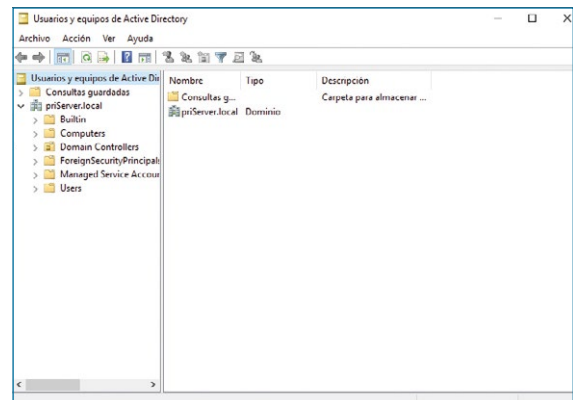 Usuarios y equipos de Active Directory
Archivo Acción Ver Ayuda
Usuarios y equipos de Active Dir
Consultas guardadas
priServer.local
Builtin
Computers
Domain Controllers
ForeignSecurityPrincipals
Managed Service Accour
Users
Nombre Tipo Descripción
Consultas g... Carpeta para almacenar ...
priServer.local Dominio